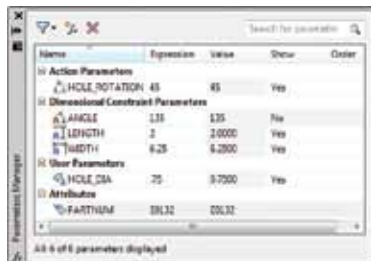 Search for parameter
Name Expression Value Show Order
Action Parameters
HOLE_ROTATION 45 45 Yes
Dimensional Constraint Parameters
ANGLE 135 135 No
LENGTH 2 2.0000 Yes
WIDTH 6.25 6.2500 Yes
User Parameters
HOLE_DIA .75 0.7500 Yes
Attributes
PARTNUM
All 6 of 6 parameters displayed
Parameters Manager